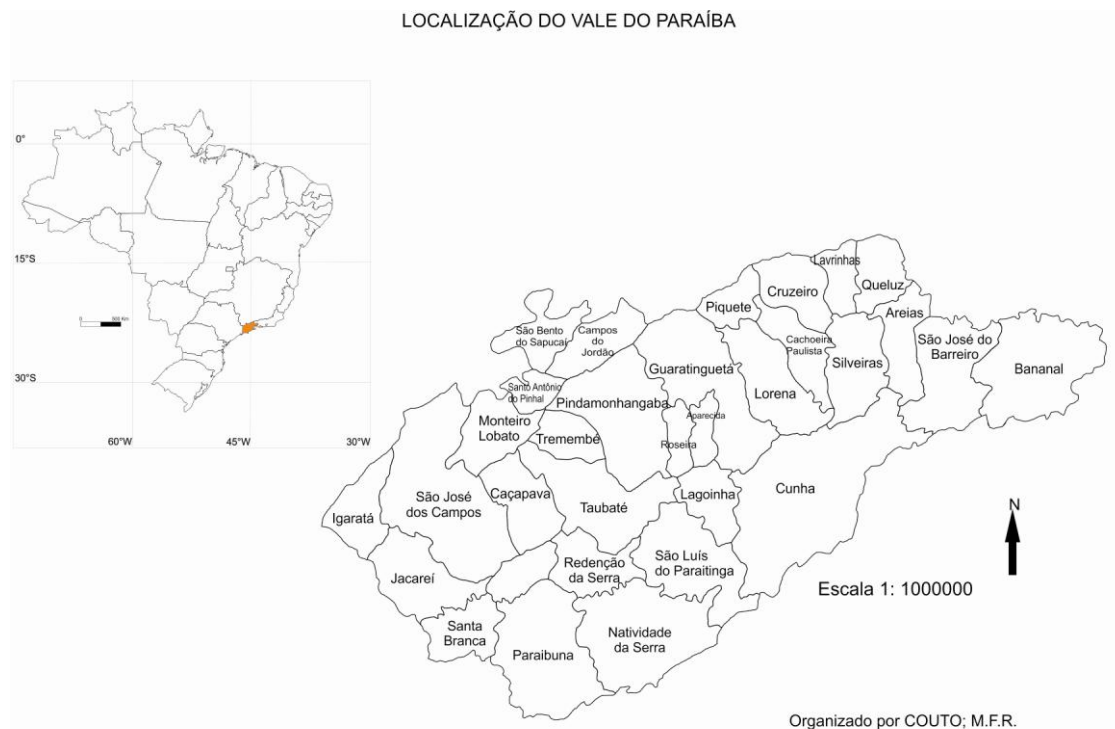 LOCALIZAÇÃO DO VALE DO PARAÍBA
0°
15°S
30°S
60°W
45°W
30°W
0
500 Km
Lavrinhas
Queluz
Cruzeiro
Piquete
Areias
São Bento
do Sapucaí
Campos
do
Jordão
Cachoeira
Paulista
São José do
Barreiro
Silveiras
Guaratinguetá
Bananal
Lorena
Santo Antônio
do Pinhal
Pindamonhangaba
Monteiro
Lobato
Tremembé
Aparecida
Roseira
São José
dos Campos
Caçapava
Taubaté
Lagoinha
Cunha
Igaratá
N
Jacareí
Redenção
da Serra
São Luís
do Paraitinga
Escala 1: 1000000
Santa
Branca
Paraibuna
Natividade
da Serra
Organizado por COUTO; M.F.R.